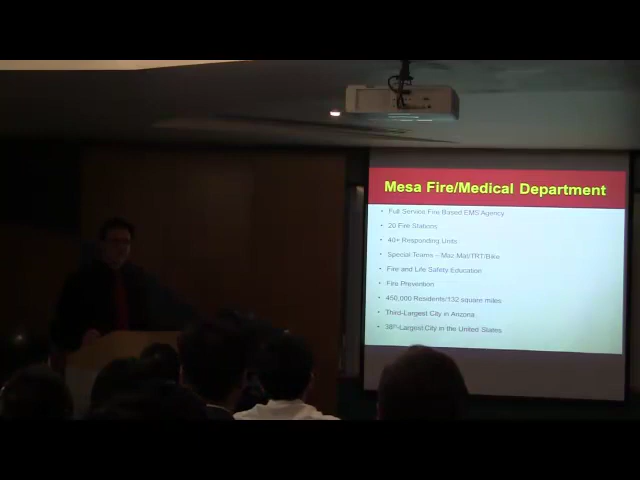 Mesa Fire/Medical Department
• Full Service Fire Based EMS Agency
• 20 Fire Stations
• 40+ Responding Units
• Special Teams – Maz Mat/TRT/Bike
• Fire and Life Safety Education
• Fire Prevention
• 450,000 Residents/132 square miles
• Third-Largest City in Arizona
• 38th-Largest City in the United States